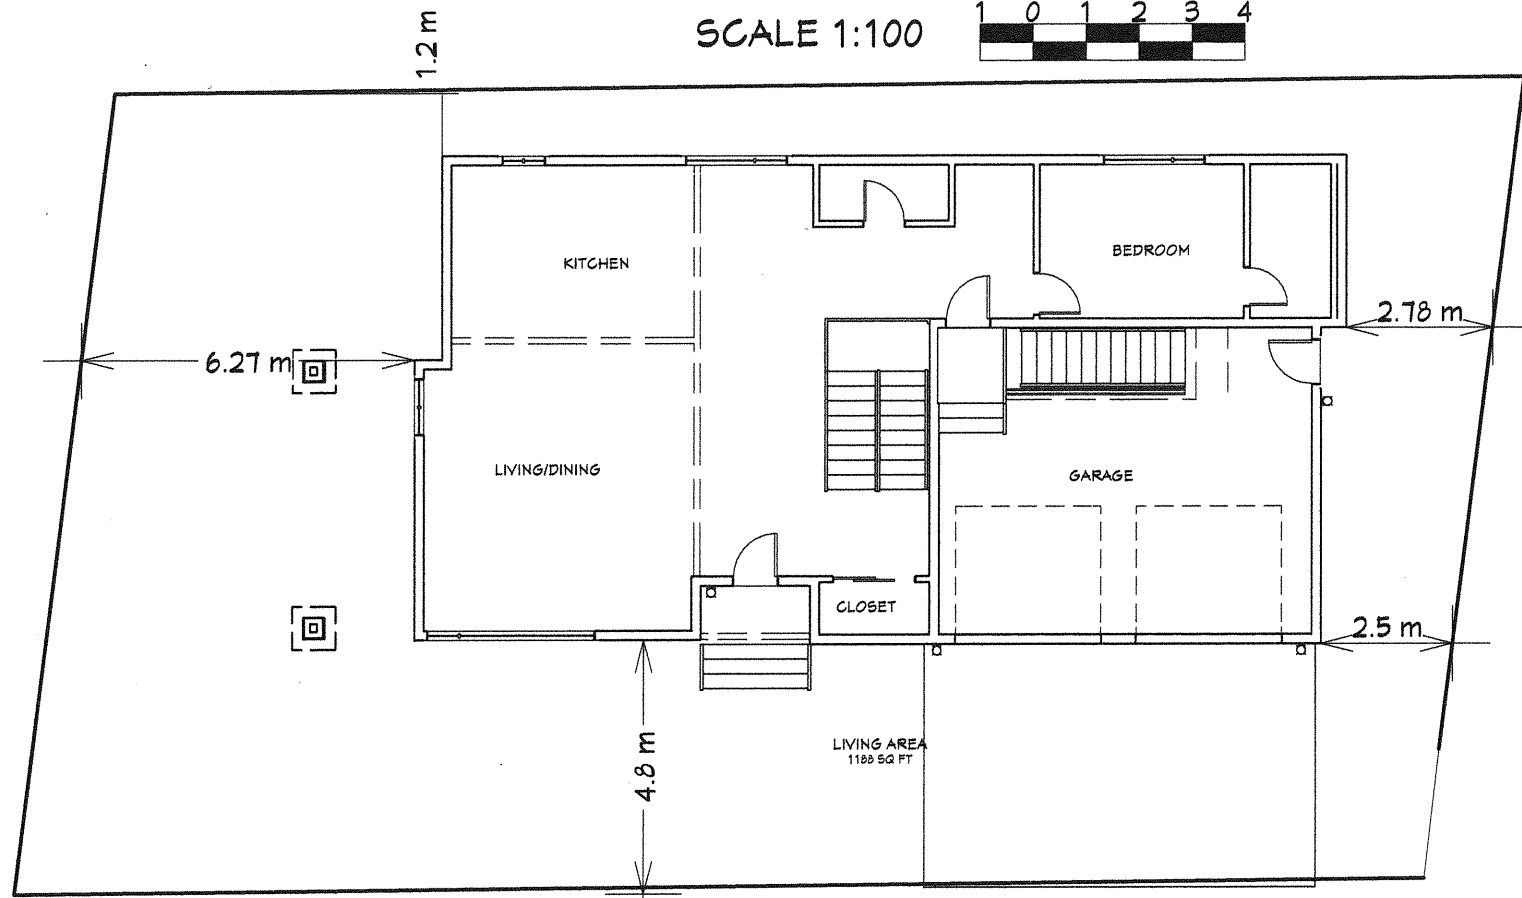 SCALE 1:100
1 0 1 2 3 4
1.2 m
KITCHEN
BEDROOM
2.78 m
6.27 m
LIVING/DINING
GARAGE
CLOSET
2.5 m
4.8 m
LIVING AREA
1188 SQ FT